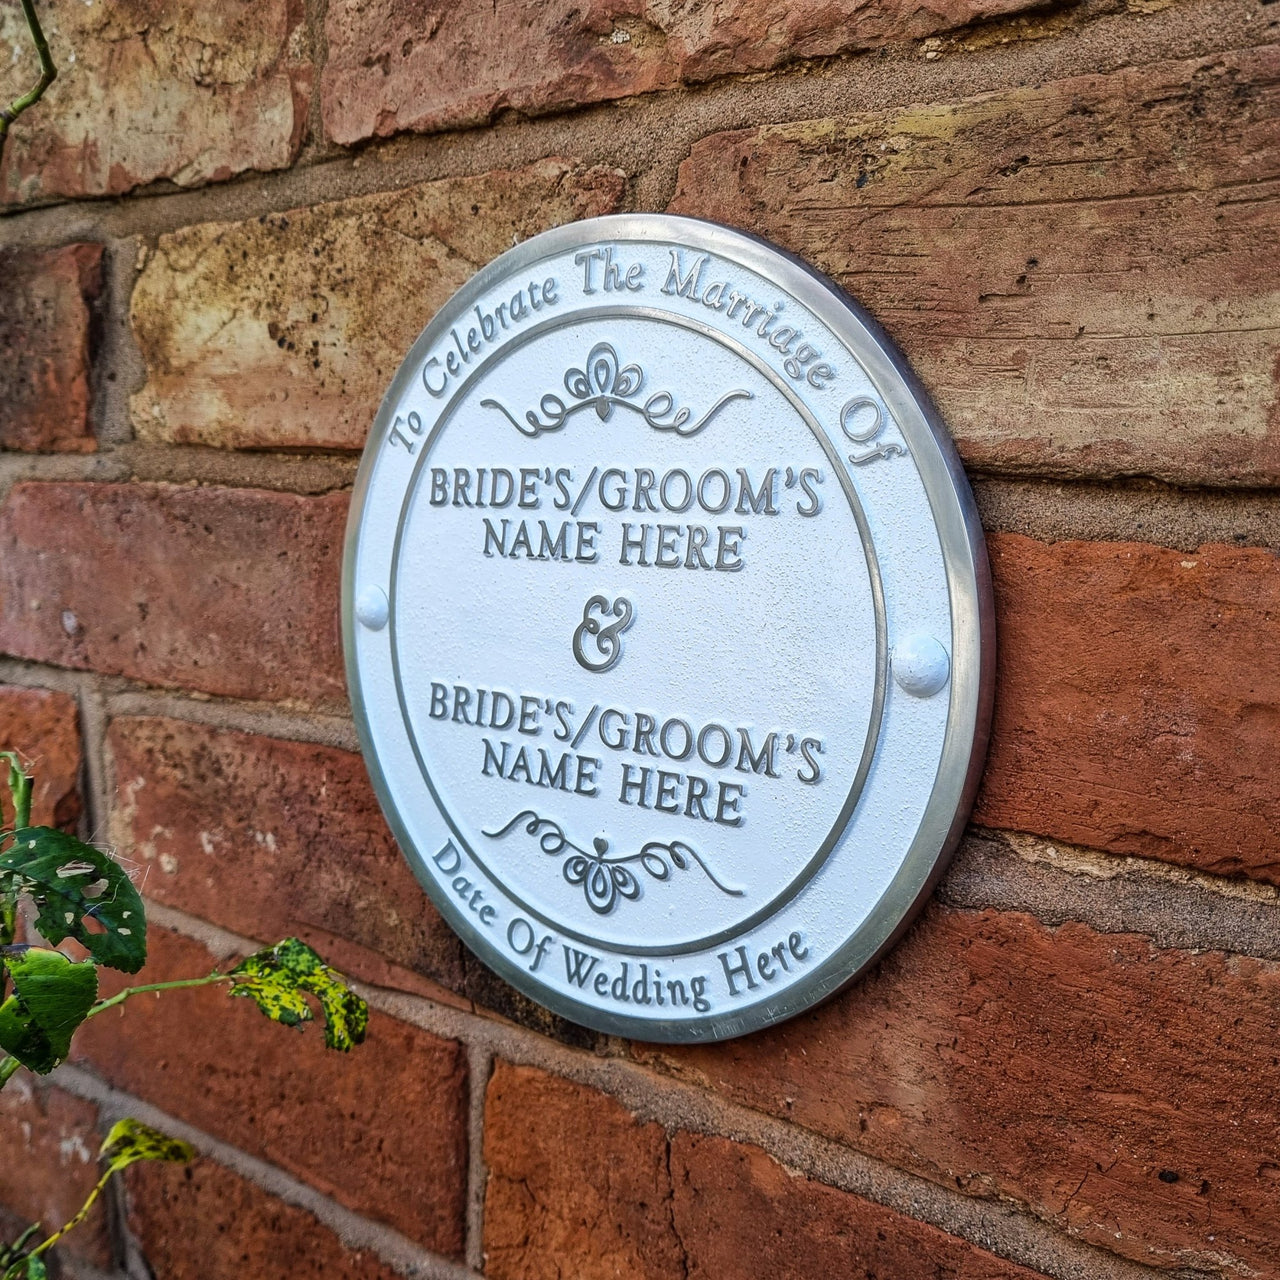 To Celebrate The Marriage Of
BRIDE'S/GROOM'S
NAME HERE
&
BRIDE'S/GROOM'S
NAME HERE
Date Of Wedding Here